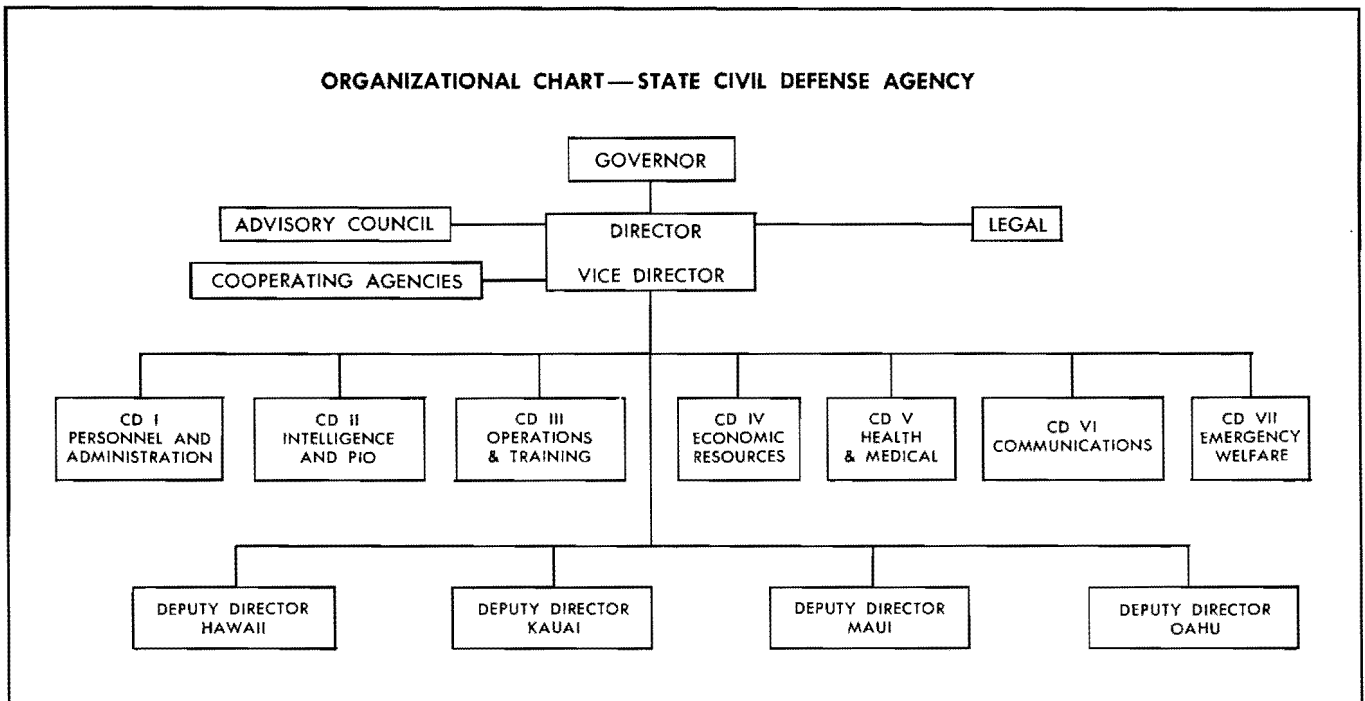 ORGANIZATIONAL CHART—STATE CIVIL DEFENSE AGENCY
GOVERNOR
ADVISORY COUNCIL
DIRECTOR
LEGAL
COOPERATING AGENCIES
VICE DIRECTOR
CD I
PERSONNEL AND
ADMINISTRATION
CD II
INTELLIGENCE
AND PIO
CD III
OPERATIONS
& TRAINING
CD IV
ECONOMIC
RESOURCES
CD V
HEALTH
& MEDICAL
CD VI
COMMUNICATIONS
CD VII
EMERGENCY
WELFARE
DEPUTY DIRECTOR
HAWAII
DEPUTY DIRECTOR
KAUAI
DEPUTY DIRECTOR
MAUI
DEPUTY DIRECTOR
OAHU